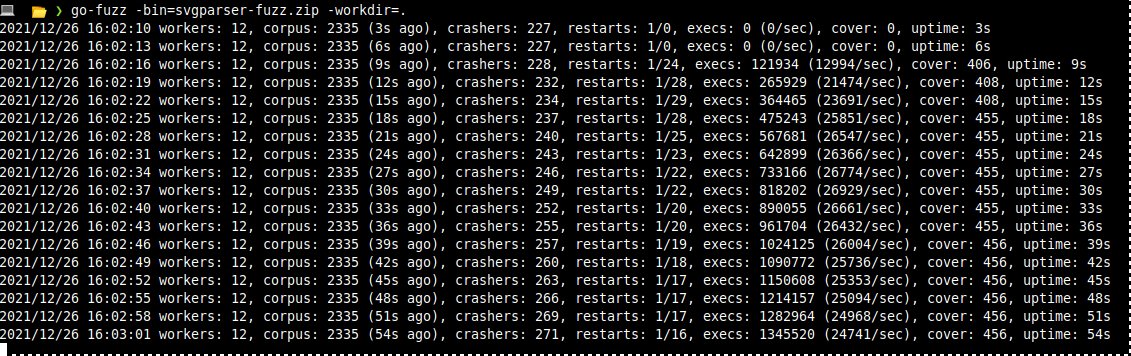 ❯ go-fuzz -bin=svgparser-fuzz.zip -workdir=.
2021/12/26 16:02:10 workers: 12, corpus: 2335 (3s ago), crashers: 227, restarts: 1/0, execs: 0 (0/sec), cover: 0, uptime: 3s
2021/12/26 16:02:13 workers: 12, corpus: 2335 (6s ago), crashers: 227, restarts: 1/0, execs: 0 (0/sec), cover: 0, uptime: 6s
2021/12/26 16:02:16 workers: 12, corpus: 2335 (9s ago), crashers: 228, restarts: 1/24, execs: 121934 (12994/sec), cover: 406, uptime: 9s
2021/12/26 16:02:19 workers: 12, corpus: 2335 (12s ago), crashers: 232, restarts: 1/28, execs: 265929 (21474/sec), cover: 408, uptime: 12s
2021/12/26 16:02:22 workers: 12, corpus: 2335 (15s ago), crashers: 234, restarts: 1/29, execs: 364465 (23691/sec), cover: 408, uptime: 15s
2021/12/26 16:02:25 workers: 12, corpus: 2335 (18s ago), crashers: 237, restarts: 1/28, execs: 475243 (25851/sec), cover: 455, uptime: 18s
2021/12/26 16:02:28 workers: 12, corpus: 2335 (21s ago), crashers: 240, restarts: 1/25, execs: 567681 (26547/sec), cover: 455, uptime: 21s
2021/12/26 16:02:31 workers: 12, corpus: 2335 (24s ago), crashers: 243, restarts: 1/23, execs: 642899 (26366/sec), cover: 455, uptime: 24s
2021/12/26 16:02:34 workers: 12, corpus: 2335 (27s ago), crashers: 246, restarts: 1/22, execs: 733166 (26774/sec), cover: 455, uptime: 27s
2021/12/26 16:02:37 workers: 12, corpus: 2335 (30s ago), crashers: 249, restarts: 1/22, execs: 818202 (26929/sec), cover: 455, uptime: 30s
2021/12/26 16:02:40 workers: 12, corpus: 2335 (33s ago), crashers: 252, restarts: 1/20, execs: 890055 (26661/sec), cover: 455, uptime: 33s
2021/12/26 16:02:43 workers: 12, corpus: 2335 (36s ago), crashers: 255, restarts: 1/20, execs: 961704 (26432/sec), cover: 455, uptime: 36s
2021/12/26 16:02:46 workers: 12, corpus: 2335 (39s ago), crashers: 257, restarts: 1/19, execs: 1024125 (26004/sec), cover: 456, uptime: 39s
2021/12/26 16:02:49 workers: 12, corpus: 2335 (42s ago), crashers: 260, restarts: 1/18, execs: 1090772 (25736/sec), cover: 456, uptime: 42s
2021/12/26 16:02:52 workers: 12, corpus: 2335 (45s ago), crashers: 263, restarts: 1/17, execs: 1150608 (25353/sec), cover: 456, uptime: 45s
2021/12/26 16:02:55 workers: 12, corpus: 2335 (48s ago), crashers: 266, restarts: 1/17, execs: 1214157 (25094/sec), cover: 456, uptime: 48s
2021/12/26 16:02:58 workers: 12, corpus: 2335 (51s ago), crashers: 269, restarts: 1/17, execs: 1282964 (24968/sec), cover: 456, uptime: 51s
2021/12/26 16:03:01 workers: 12, corpus: 2335 (54s ago), crashers: 271, restarts: 1/16, execs: 1345520 (24741/sec), cover: 456, uptime: 54s